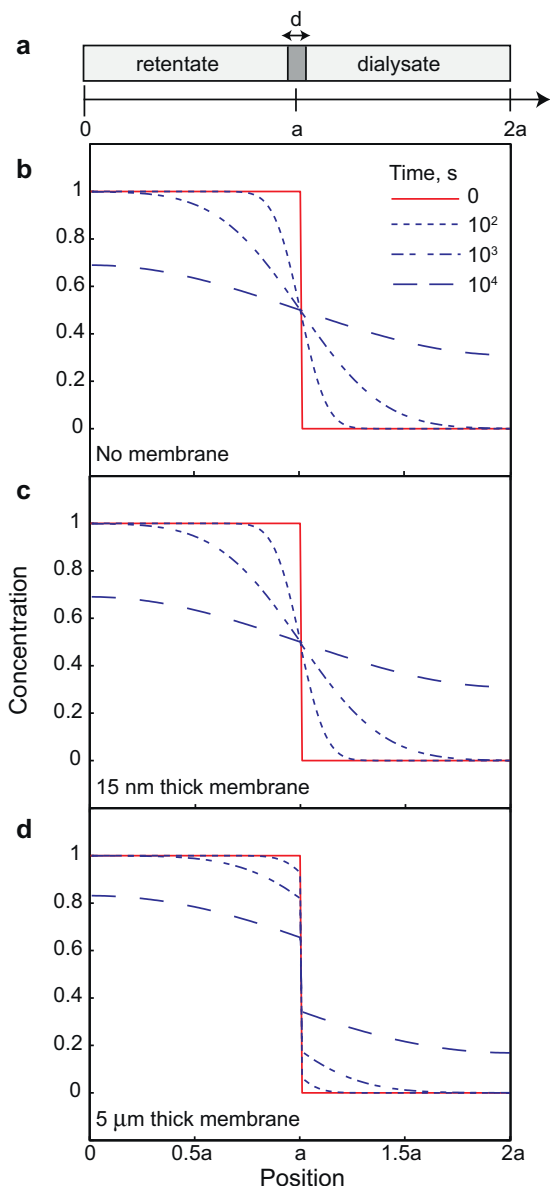 a
d
retentate
dialysate
0
a
2a
b
Time, s
0
10²
10³
10⁴
1
0.8
0.6
0.4
0.2
0
No membrane
c
1
0.8
0.6
0.4
0.2
0
15 nm thick membrane
Concentration
d
1
0.8
0.6
0.4
0.2
0
5 μm thick membrane
0
0.5a
a
1.5a
2a
Position